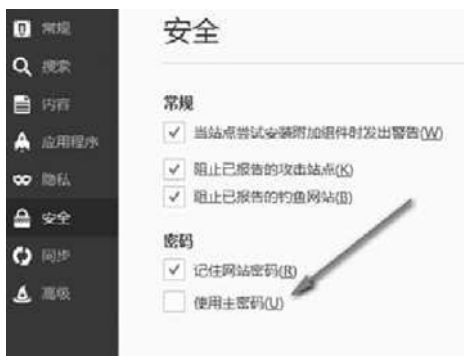 常规
搜索
内容
应用程序
隐私
安全
同步
高级
安全
常规
当站点尝试安装附加组件时发出警告(W)
阻止已报告的攻击站点(K)
阻止已报告的钓鱼网站(B)
密码
记住网站密码(R)
使用主密码(U)